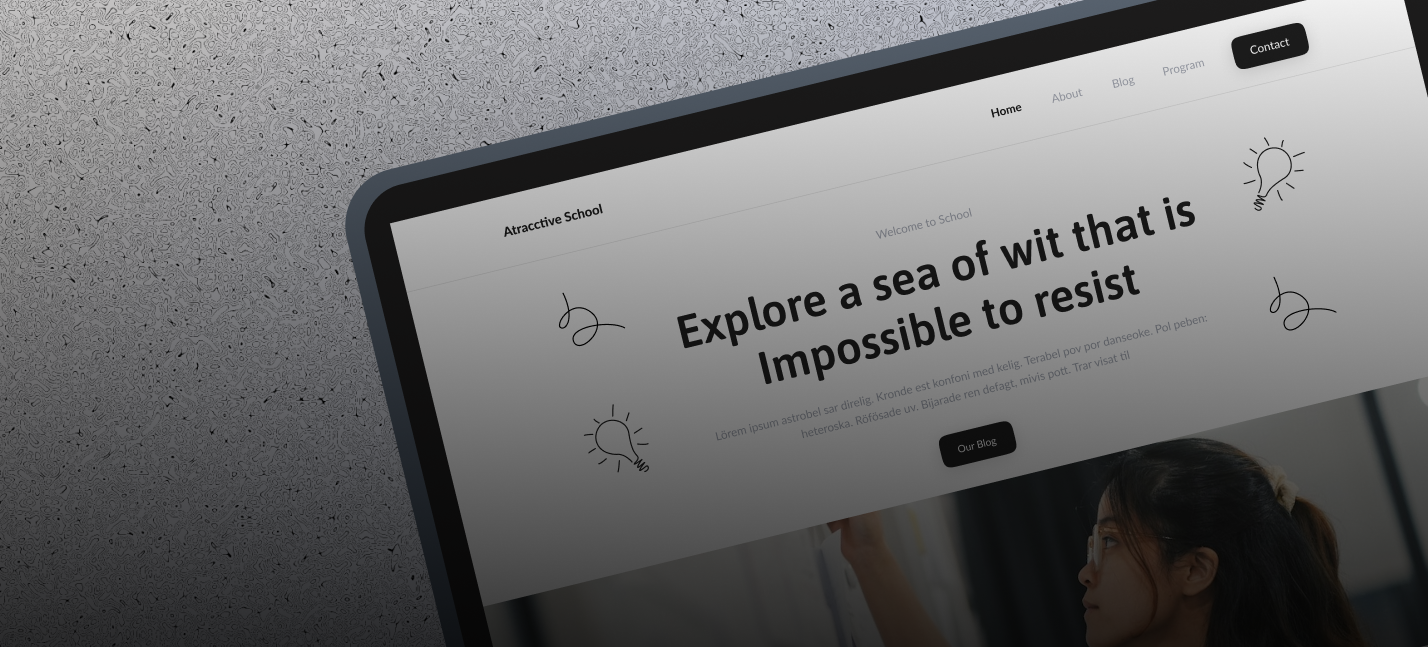 Atracctive School
Home
About
Blog
Program
Contact
Welcome to School
Explore a sea of wit that is
Impossible to resist
Lörem ipsum astrobel sar direlig. Kronde est konfoni med kelig. Terabel pov por danseoke. Pol peben:
heteroska. Röfösade uv. Bijarade ren defagt, mivis pott. Trar visat til
Our Blog